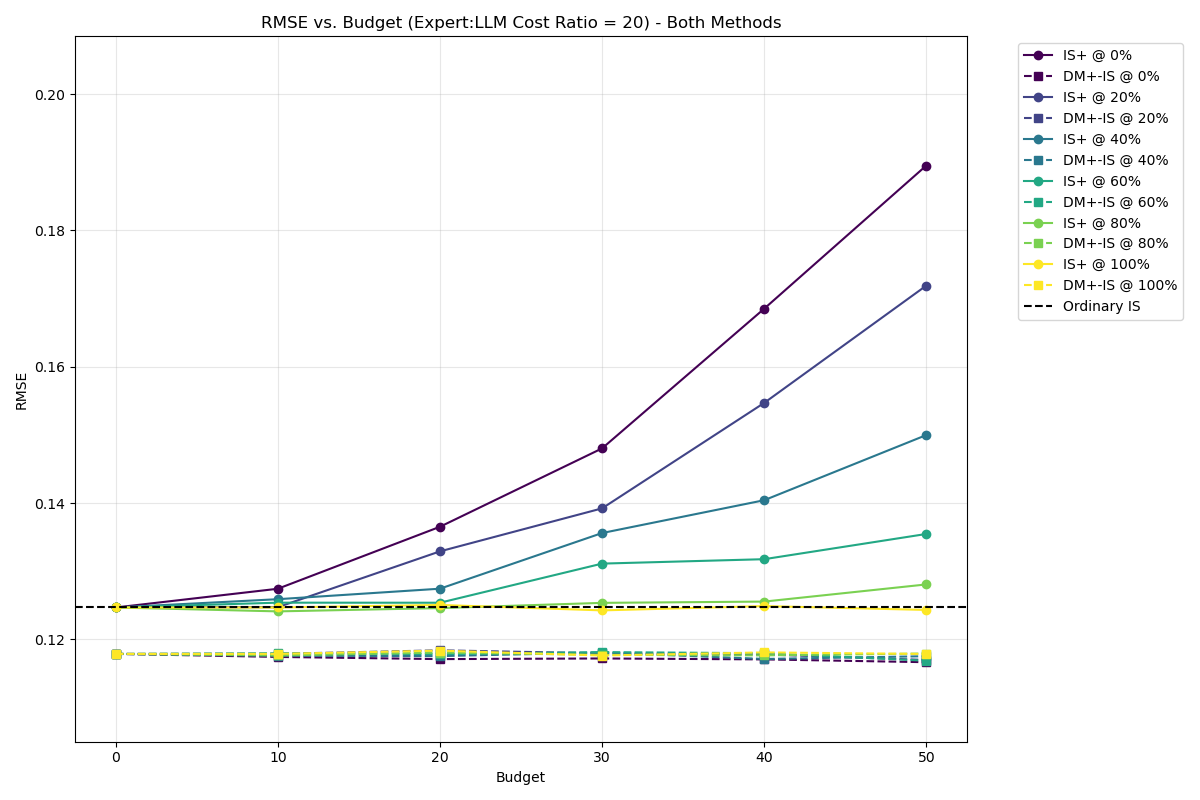 RMSE vs. Budget (Expert:LLM Cost Ratio = 20) - Both Methods
RMSE
0.20
0.18
0.16
0.14
0.12
0
10
20
30
40
50
Budget
IS+ @ 0%
DM+-IS @ 0%
IS+ @ 20%
DM+-IS @ 20%
IS+ @ 40%
DM+-IS @ 40%
IS+ @ 60%
DM+-IS @ 60%
IS+ @ 80%
DM+-IS @ 80%
IS+ @ 100%
DM+-IS @ 100%
Ordinary IS